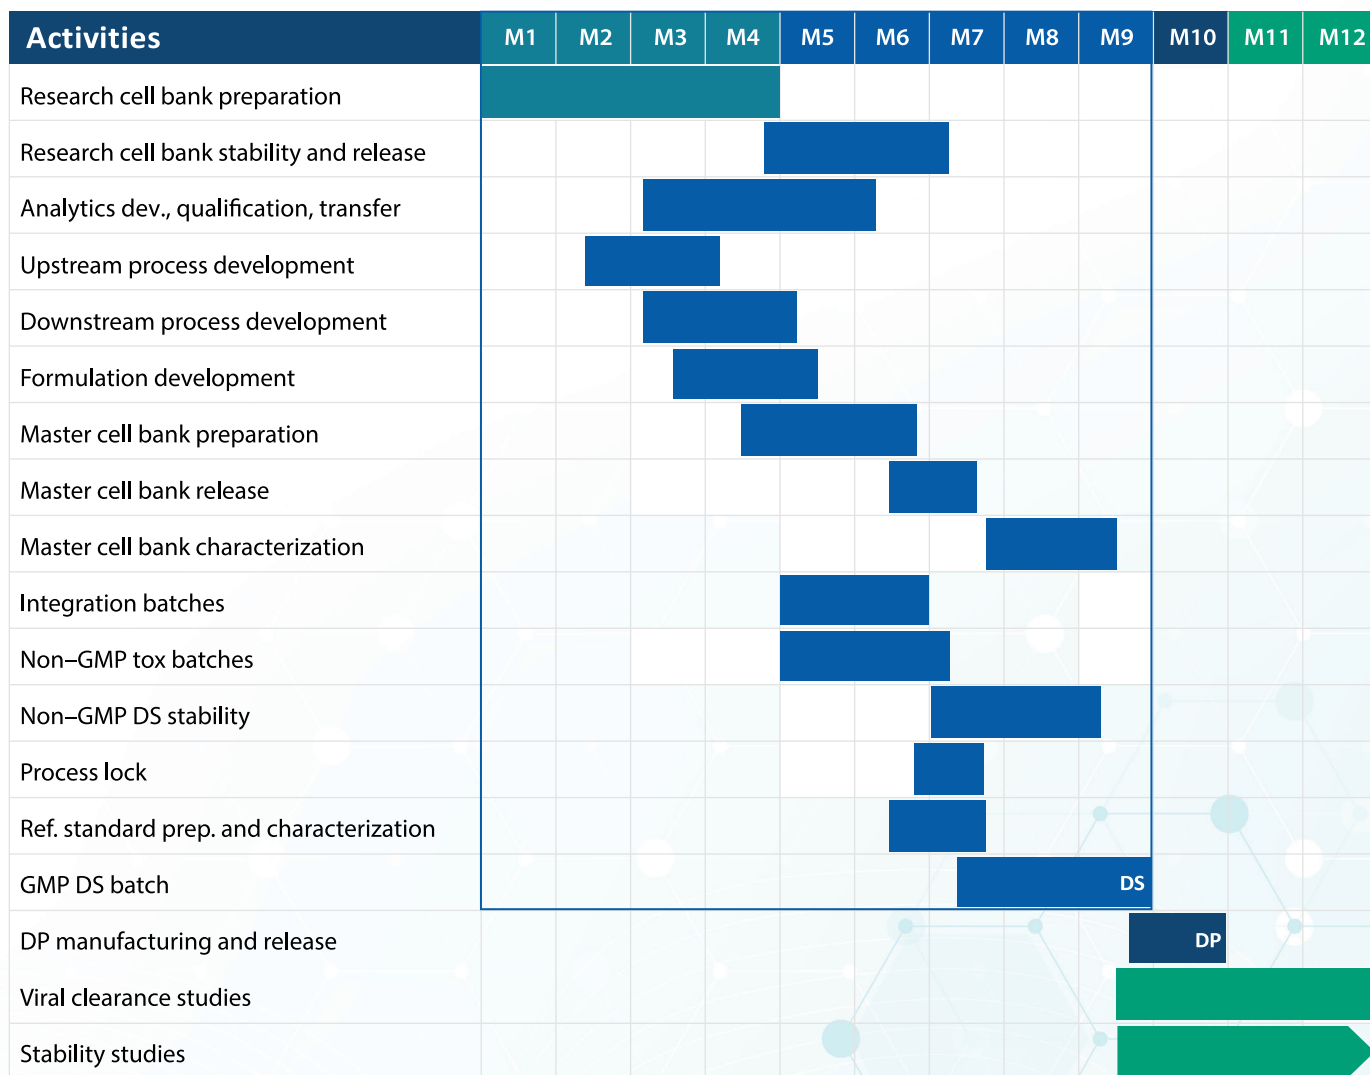 Activities M1 M2 M3 M4 M5 M6 M7 M8 M9 M10 M11 M12
Research cell bank preparation
Research cell bank stability and release
Analytics dev., qualification, transfer
Upstream process development
Downstream process development
Formulation development
Master cell bank preparation
Master cell bank release
Master cell bank characterization
Integration batches
Non–GMP tox batches
Non–GMP DS stability
Process lock
Ref. standard prep. and characterization
GMP DS batch DS
DP manufacturing and release DP
Viral clearance studies
Stability studies